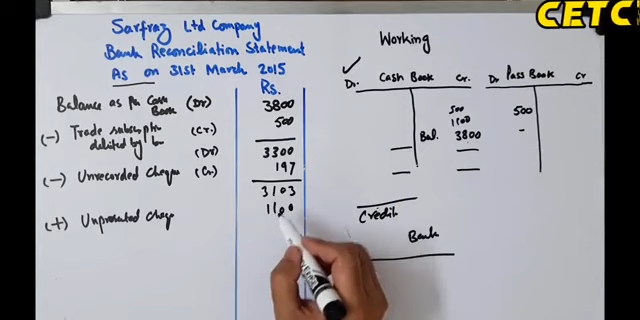 CETC
Sarfraz Ltd Company
Bank Reconciliation Statement
As on 31st March 2015
Rs.
Balance as Per Cash Book (Dr) 3800
(-) Trade (Cr.) 500
debited by
(Dr) 3300
(-) Unrecorded Cheque (Cr) 197
3103
(+) Unpresented Cheque 1100
Working
Dr. Cash Book Cr.
500
1100
Bal. 3800
Dr Pass Book Cr
500
-
Credit
Bank